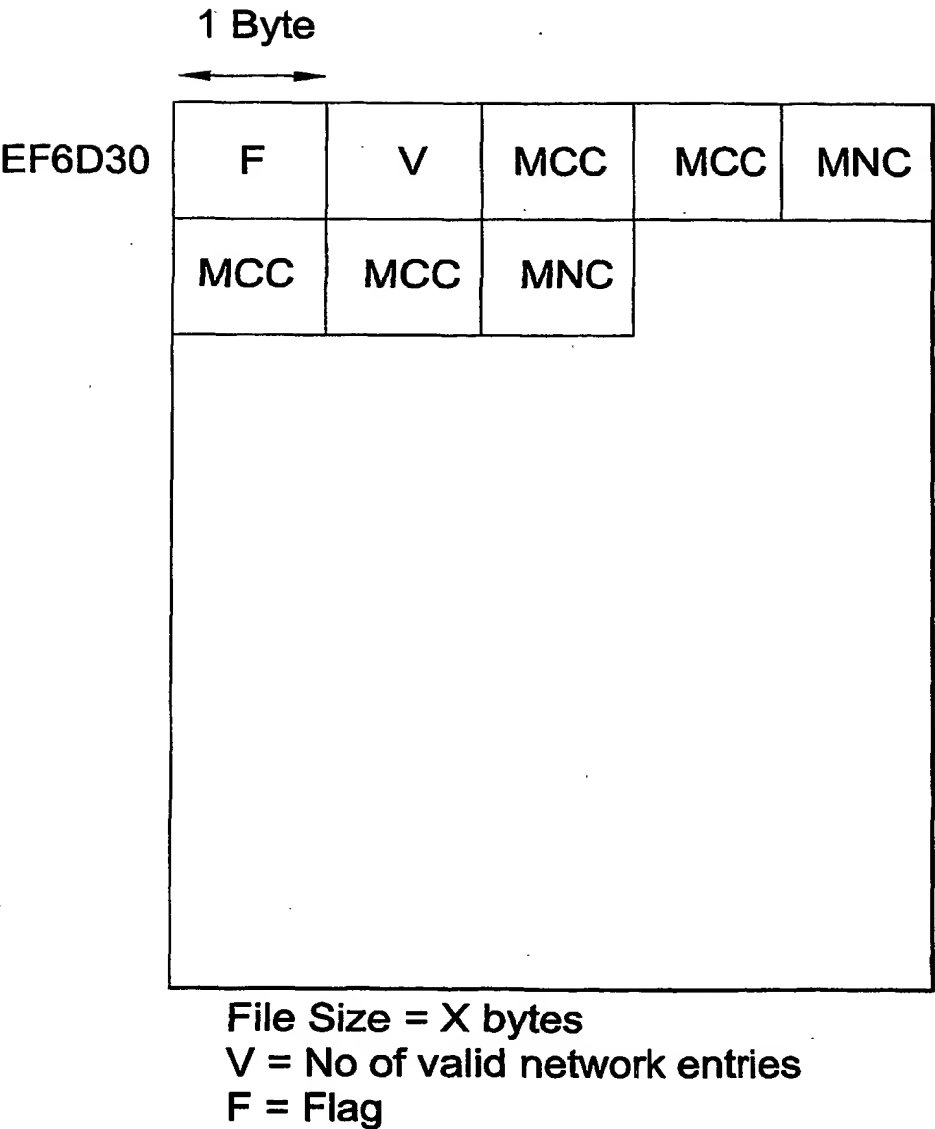 1 Byte
EF6D30 F V MCC MCC MNC
MCC MCC MNC
File Size = X bytes
V = No of valid network entries
F = Flag